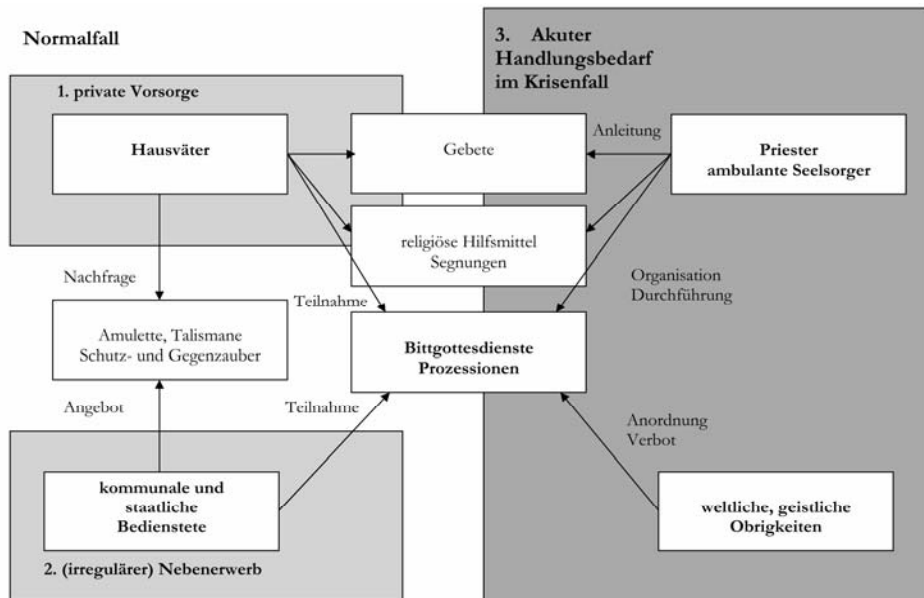 Normalfall
3. Akuter
Handlungsbedarf
im Krisenfall
1. private Vorsorge
Hausväter
Gebete
Anleitung
Priester
ambulante Seelsorger
religiöse Hilfsmittel
Segnungen
Nachfrage
Teilnahme
Organisation
Durchführung
Amulette, Talismane
Schutz- und Gegenzauber
Bittgottesdienste
Prozessionen
Angebot
Teilnahme
Anordnung
Verbot
kommunale und
staatliche
Bedienstete
weltliche, geistliche
Obrigkeiten
2. (irregulärer) Nebenerwerb